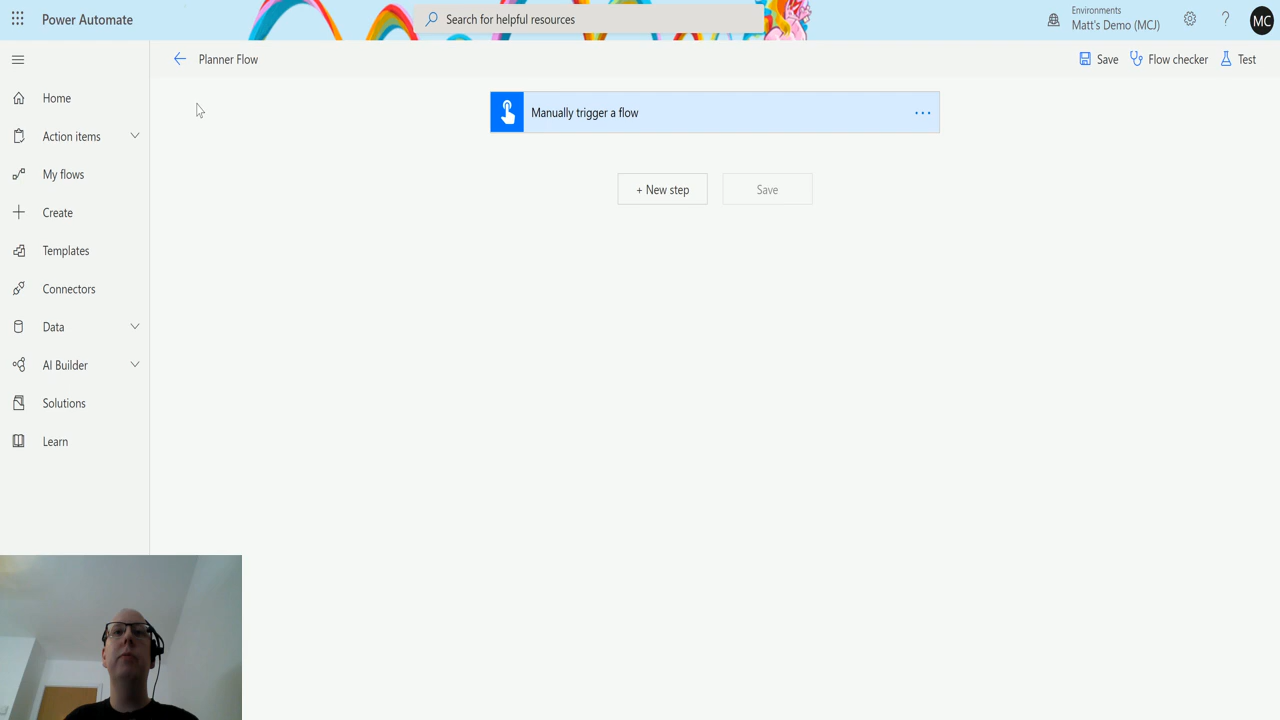 Power Automate
Search for helpful resources
Environments
Matt's Demo (MCJ)
?
MC
Planner Flow
Save
Flow checker
Test
Home
Action items
My flows
Create
Templates
Connectors
Data
AI Builder
Solutions
Learn
Manually trigger a flow
...
+ New step
Save